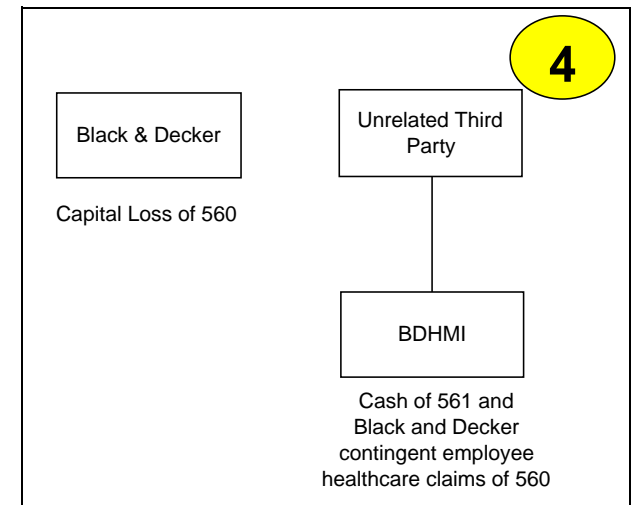 4
Black & Decker
Unrelated Third
Party
Capital Loss of 560
BDHMI
Cash of 561 and
Black and Decker
contingent employee
healthcare claims of 560